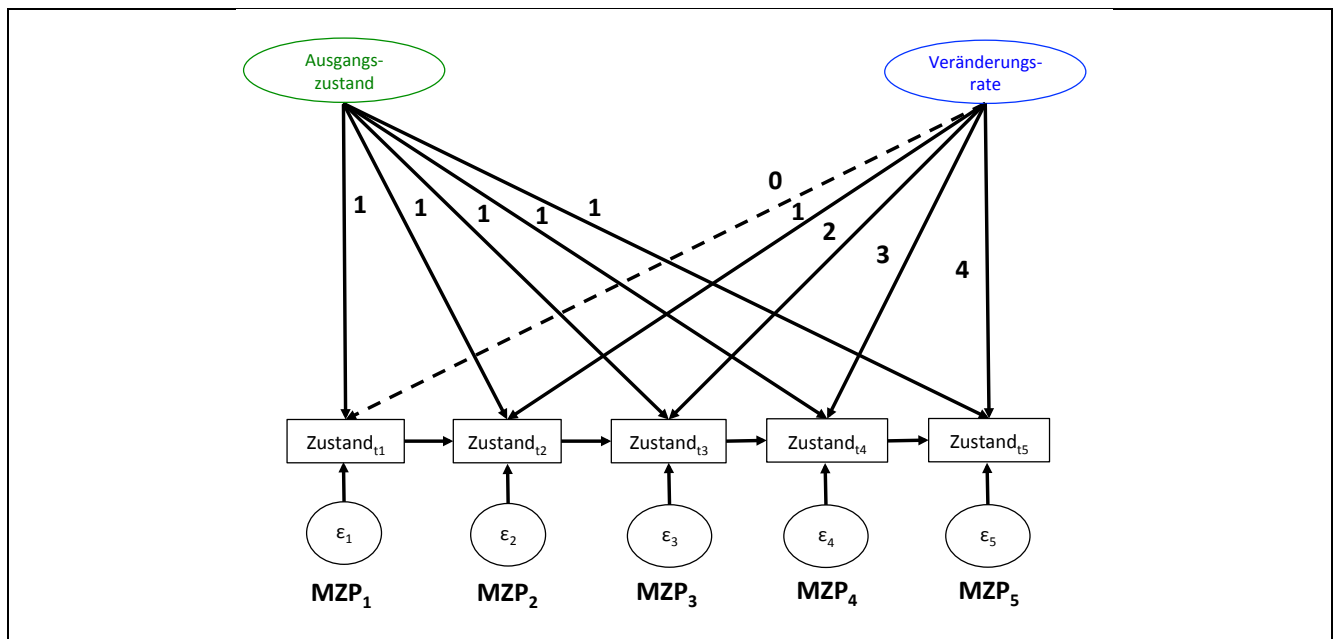 Ausgangs-
zustand
Veränderungs-
rate
0
1 1 1 1 1 1
2
3 4
Zustandt1 Zustandt2 Zustandt3 Zustandt4 Zustandt5
ε1 ε2 ε3 ε4 ε5
MZP1 MZP2 MZP3 MZP4 MZP5